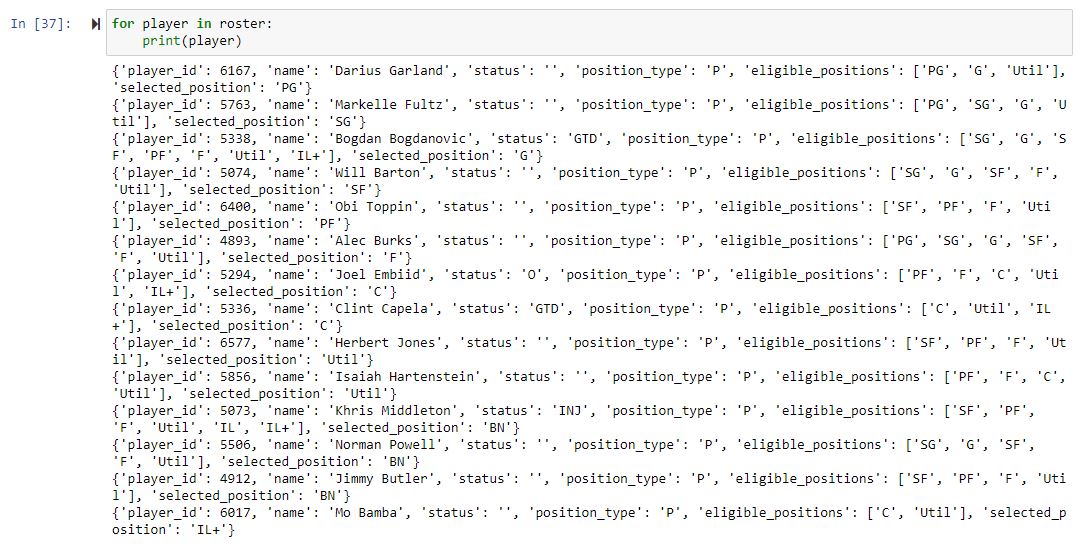 In [37]:
for player in roster:
    print(player)
{'player_id': 6167, 'name': 'Darius Garland', 'status': '', 'position_type': 'P', 'eligible_positions': ['PG', 'G', 'Util'],
'selected_position': 'PG'}
{'player_id': 5763, 'name': 'Markelle Fultz', 'status': '', 'position_type': 'P', 'eligible_positions': ['PG', 'SG', 'G', 'U
til'], 'selected_position': 'SG'}
{'player_id': 5338, 'name': 'Bogdan Bogdanovic', 'status': 'GTD', 'position_type': 'P', 'eligible_positions': ['SG', 'G', 'S
F', 'PF', 'F', 'Util', 'IL+'], 'selected_position': 'G'}
{'player_id': 5074, 'name': 'Will Barton', 'status': '', 'position_type': 'P', 'eligible_positions': ['SG', 'G', 'SF', 'F',
'Util'], 'selected_position': 'SF'}
{'player_id': 6400, 'name': 'Obi Toppin', 'status': '', 'position_type': 'P', 'eligible_positions': ['SF', 'PF', 'F', 'Uti
l'], 'selected_position': 'PF'}
{'player_id': 4893, 'name': 'Alec Burks', 'status': '', 'position_type': 'P', 'eligible_positions': ['PG', 'SG', 'G', 'SF',
'F', 'Util'], 'selected_position': 'F'}
{'player_id': 5294, 'name': 'Joel Embiid', 'status': 'O', 'position_type': 'P', 'eligible_positions': ['PF', 'F', 'C', 'Uti
l', 'IL+'], 'selected_position': 'C'}
{'player_id': 5336, 'name': 'Clint Capela', 'status': 'GTD', 'position_type': 'P', 'eligible_positions': ['C', 'Util', 'IL
+'], 'selected_position': 'C'}
{'player_id': 6577, 'name': 'Herbert Jones', 'status': '', 'position_type': 'P', 'eligible_positions': ['SF', 'PF', 'F', 'Ut
il'], 'selected_position': 'Util'}
{'player_id': 5856, 'name': 'Isaiah Hartenstein', 'status': '', 'position_type': 'P', 'eligible_positions': ['PF', 'F', 'C',
'Util'], 'selected_position': 'Util'}
{'player_id': 5073, 'name': 'Khris Middleton', 'status': 'INJ', 'position_type': 'P', 'eligible_positions': ['SF', 'PF',
'F', 'Util', 'IL', 'IL+'], 'selected_position': 'BN'}
{'player_id': 5506, 'name': 'Norman Powell', 'status': '', 'position_type': 'P', 'eligible_positions': ['SG', 'G', 'SF',
'F', 'Util'], 'selected_position': 'BN'}
{'player_id': 4912, 'name': 'Jimmy Butler', 'status': '', 'position_type': 'P', 'eligible_positions': ['SF', 'PF', 'F', 'Uti
l'], 'selected_position': 'BN'}
{'player_id': 6017, 'name': 'Mo Bamba', 'status': '', 'position_type': 'P', 'eligible_positions': ['C', 'Util'], 'selected_p
osition': 'IL+'}